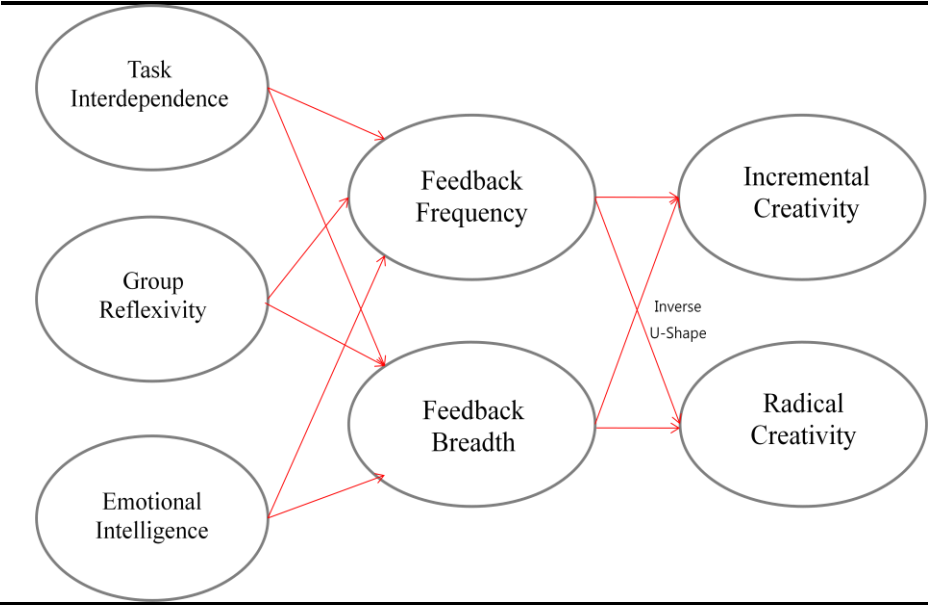 Task
Interdependence
Feedback
Frequency
Incremental
Creativity
Group
Reflexivity
Inverse
U-Shape
Feedback
Breadth
Radical
Creativity
Emotional
Intelligence